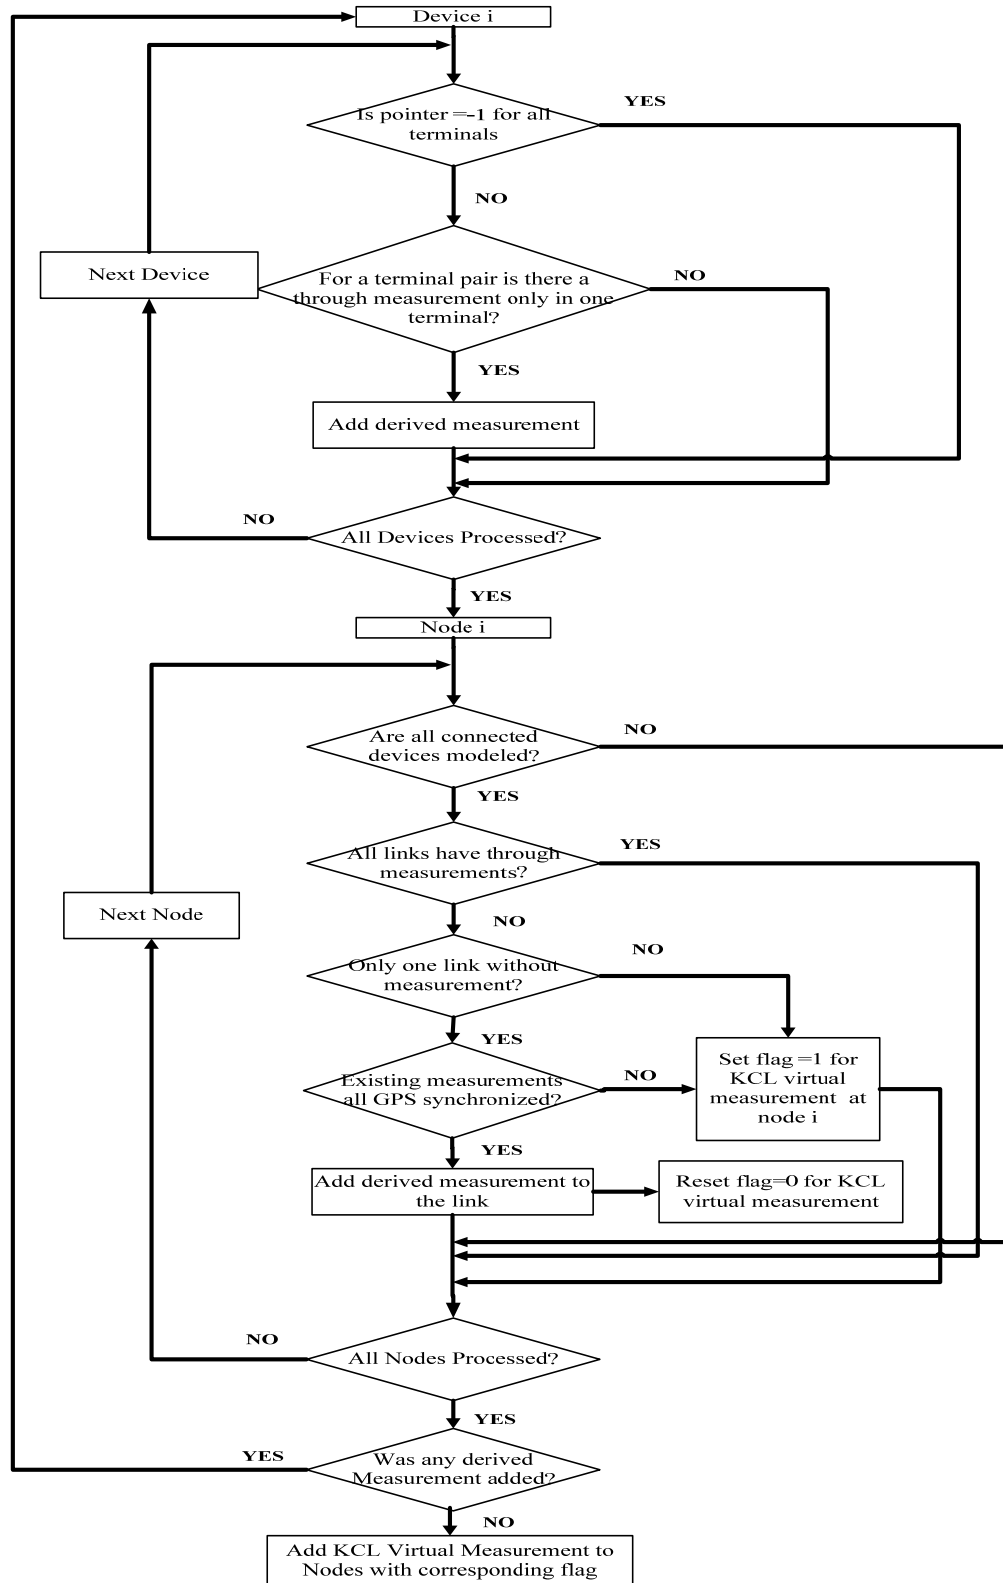 Device i
Is pointer =-1 for all
terminals
YES
NO
For a terminal pair is there a
through measurement only in one
terminal?
NO
Next Device
YES
Add derived measurement
NO
All Devices Processed?
YES
Node i
Are all connected
devices modeled?
NO
YES
All links have through
measurements?
YES
Next Node
NO
Only one link without
measurement?
NO
YES
Existing measurements
all GPS synchronized?
NO
Set flag =1 for
KCL virtual
measurement at
node i
YES
Add derived measurement to
the link
Reset flag=0 for KCL
virtual measurement
NO
All Nodes Processed?
YES
YES
Was any derived
Measurement added?
NO
Add KCL Virtual Measurement to
Nodes with corresponding flag